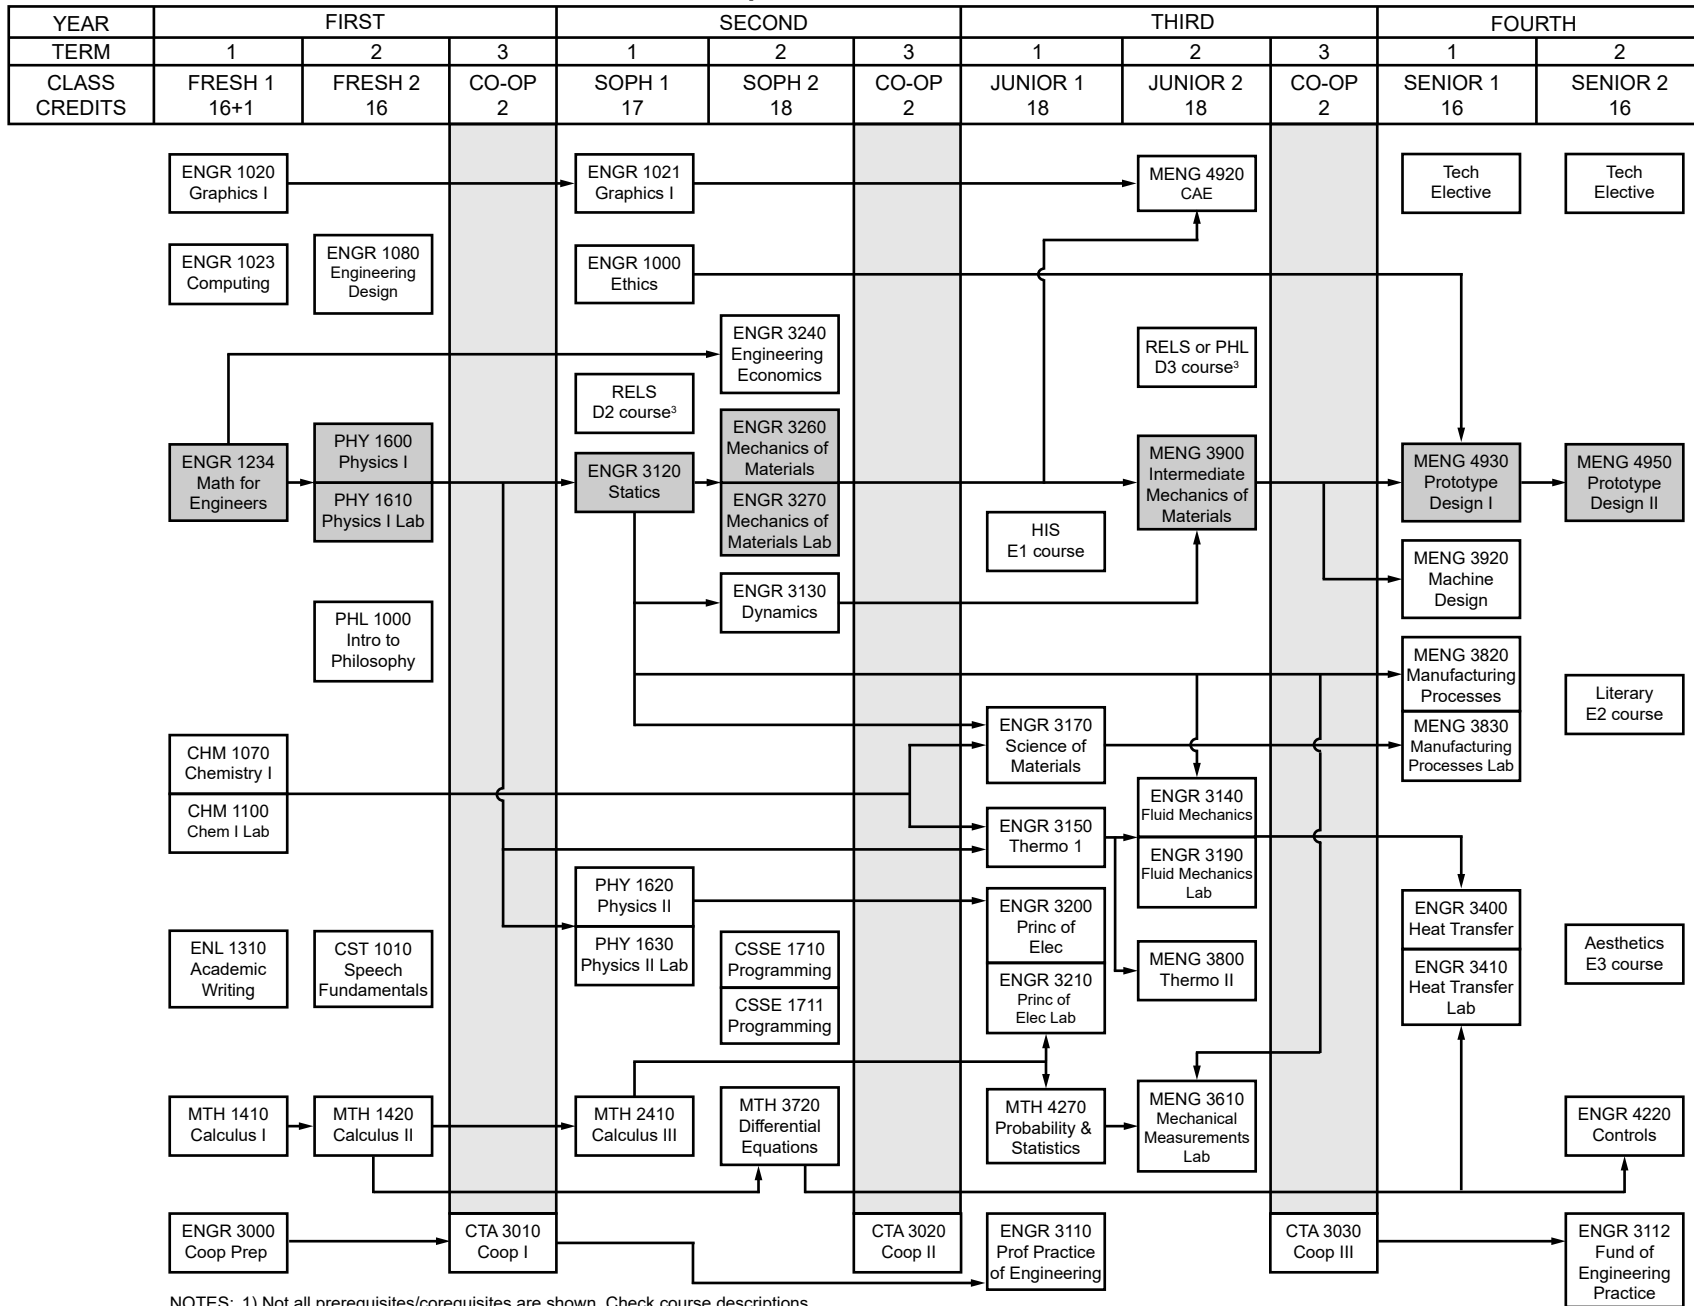 YEAR FIRST SECOND THIRD FOURTH
TERM 1 2 3 1 2 3 1 2 3 1 2
CLASS FRESH 1 FRESH 2 CO-OP SOPH 1 SOPH 2 CO-OP JUNIOR 1 JUNIOR 2 CO-OP SENIOR 1 SENIOR 2
CREDITS 16+1 16 2 17 18 2 18 18 2 16 16
ENGR 1020
Graphics I
ENGR 1021
Graphics I
MENG 4920
CAE
Tech
Elective
Tech
Elective
ENGR 1023
Computing
ENGR 1080
Engineering
Design
ENGR 1000
Ethics
ENGR 3240
Engineering
Economics
RELS or PHL
D3 course³
RELS
D2 course³
ENGR 1234
Math for
Engineers
PHY 1600
Physics I
PHY 1610
Physics I Lab
ENGR 3120
Statics
ENGR 3260
Mechanics of
Materials
ENGR 3270
Mechanics of
Materials Lab
MENG 3900
Intermediate
Mechanics of
Materials
MENG 4930
Prototype
Design I
MENG 4950
Prototype
Design II
HIS
E1 course
MENG 3920
Machine
Design
ENGR 3130
Dynamics
PHL 1000
Intro to
Philosophy
MENG 3820
Manufacturing
Processes
MENG 3830
Manufacturing
Processes Lab
Literary
E2 course
ENGR 3170
Science of
Materials
CHM 1070
Chemistry I
CHM 1100
Chem I Lab
ENGR 3150
Thermo 1
ENGR 3140
Fluid Mechanics
ENGR 3190
Fluid Mechanics
Lab
PHY 1620
Physics II
PHY 1630
Physics II Lab
ENGR 3200
Princ of
Elec
ENGR 3210
Princ of
Elec Lab
ENGR 3400
Heat Transfer
ENGR 3410
Heat Transfer
Lab
ENL 1310
Academic
Writing
CST 1010
Speech
Fundamentals
CSSE 1710
Programming
CSSE 1711
Programming
MENG 3800
Thermo II
Aesthetics
E3 course
MTH 1410
Calculus I
MTH 1420
Calculus II
MTH 2410
Calculus III
MTH 3720
Differential
Equations
MTH 4270
Probability &
Statistics
MENG 3610
Mechanical
Measurements
Lab
ENGR 4220
Controls
ENGR 3000
Coop Prep
CTA 3010
Coop I
CTA 3020
Coop II
ENGR 3110
Prof Practice
of Engineering
CTA 3030
Coop III
ENGR 3112
Fund of
Engineering
Practice
NOTES: 1) Not all prerequisites/corequisites are shown. Check course descriptions